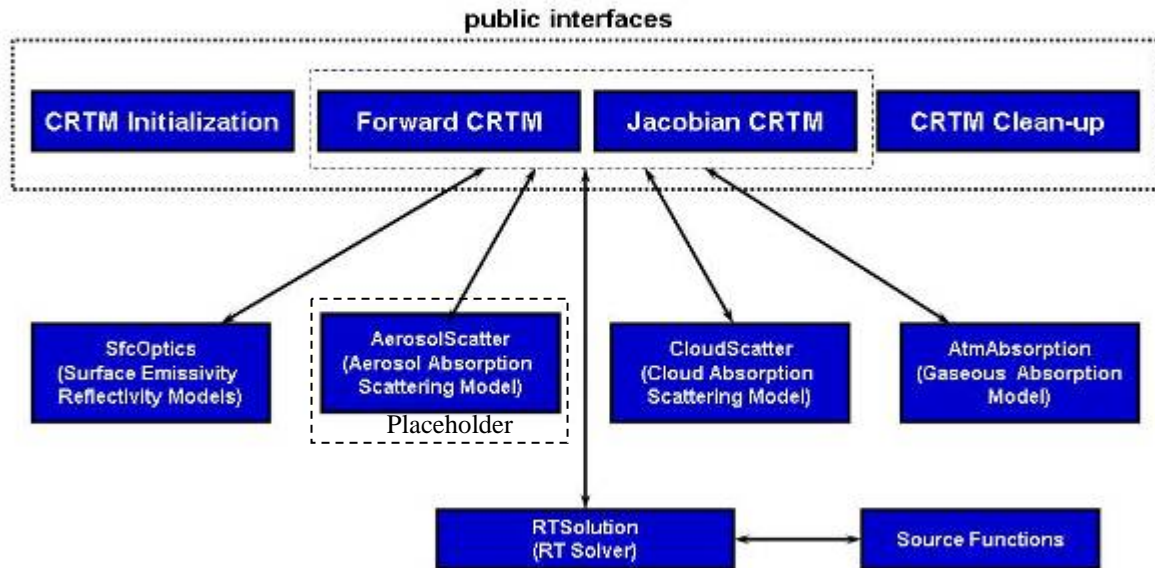 public interfaces
CRTM Initialization
Forward CRTM
Jacobian CRTM
CRTM Clean-up
SfcOptics
(Surface Emissivity
Reflectivity Models)
AerosolScatter
(Aerosol Absorption
Scattering Model)
Placeholder
CloudScatter
(Cloud Absorption
Scattering Model)
AtmAbsorption
(Gaseous Absorption
Model)
RTSolution
(RT Solver)
Source Functions